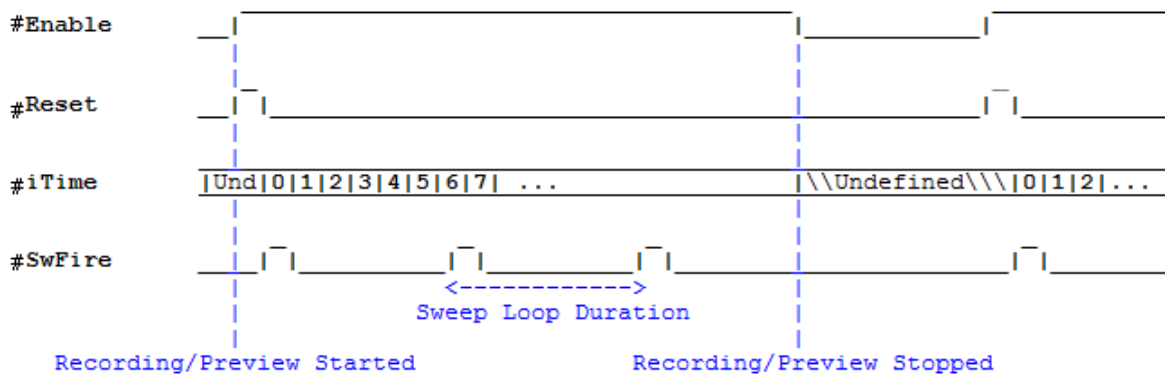 #Enable
#Reset
#iTime |Und|0|1|2|3|4|5|6|7| ... |\\Undefined\\\|0|1|2|...
#SwFire
<------------>
Sweep Loop Duration
Recording/Preview Started Recording/Preview Stopped